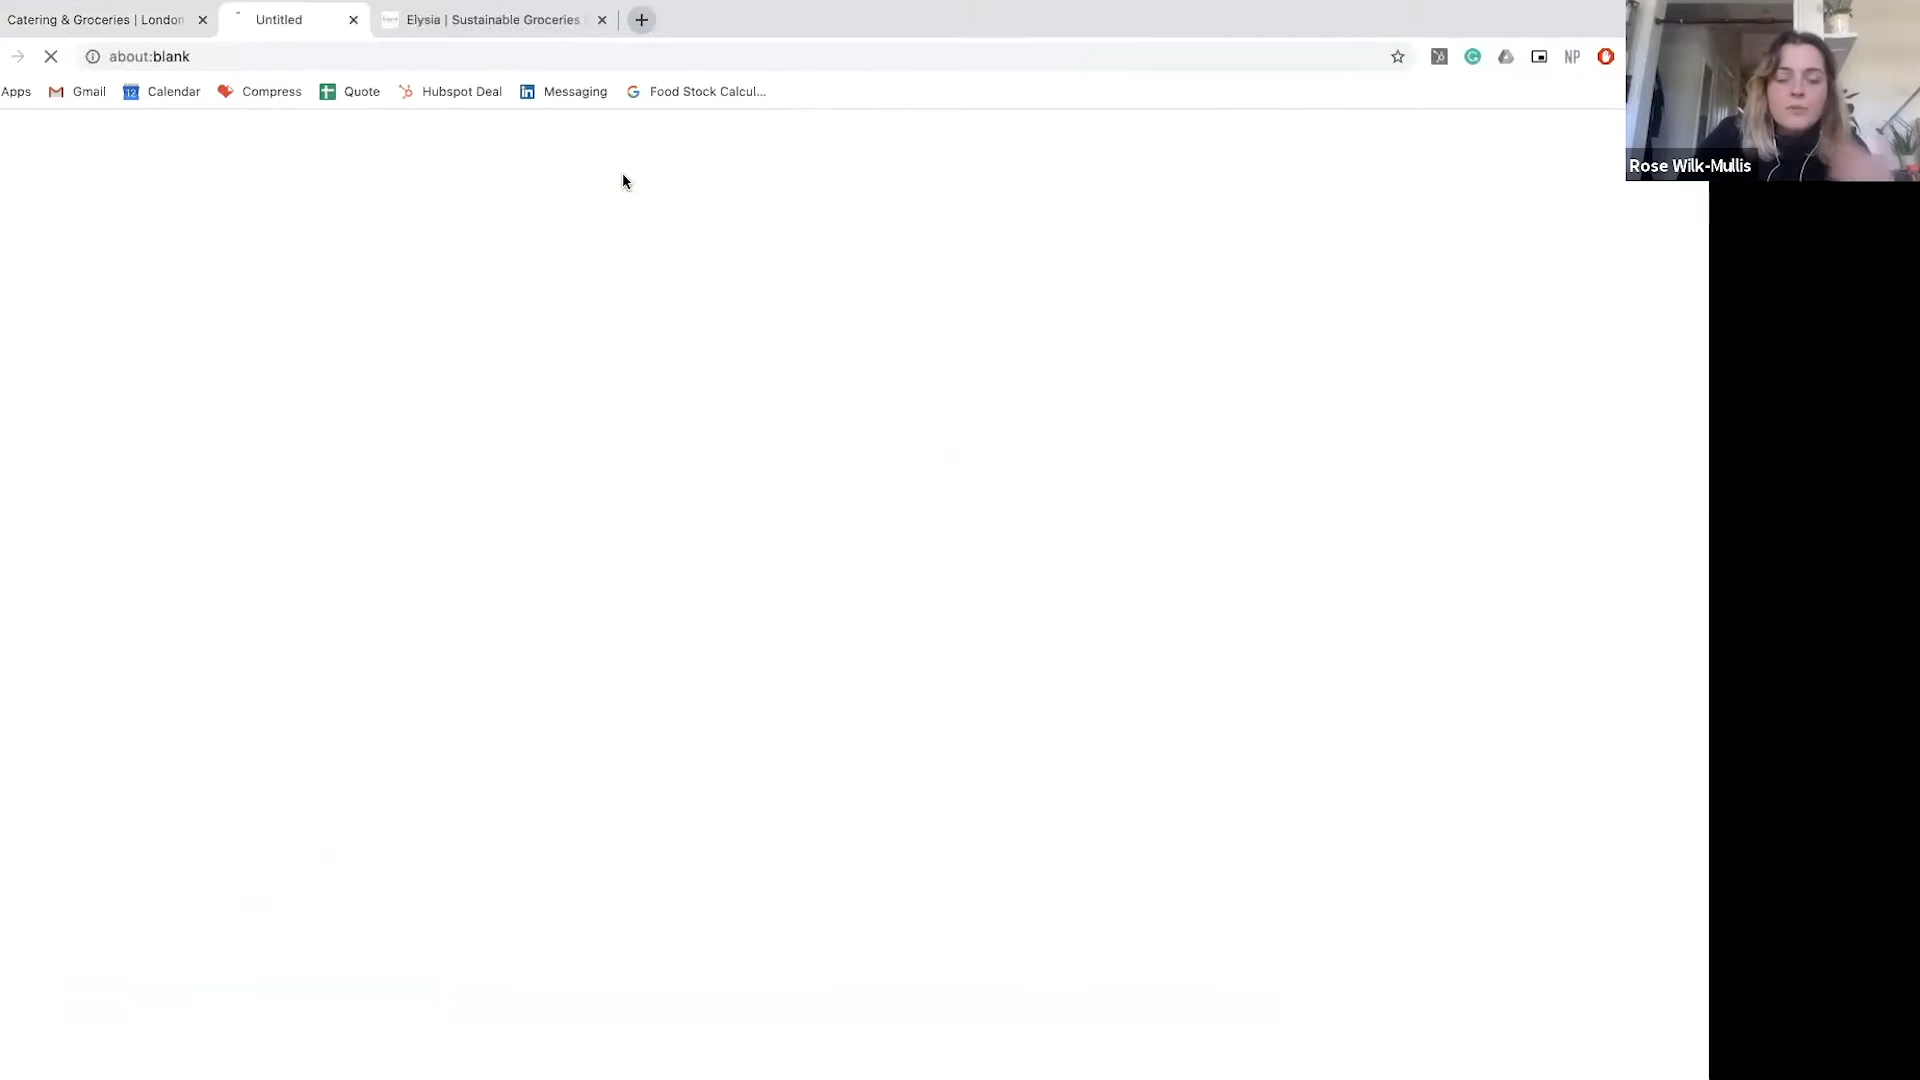 Catering & Groceries | London
Untitled
Elysia | Sustainable Groceries
about:blank
NP
Apps
Gmail
12
Calendar
Compress
Quote
Hubspot Deal
Messaging
Food Stock Calcul...
Rose Wilk-Mullis